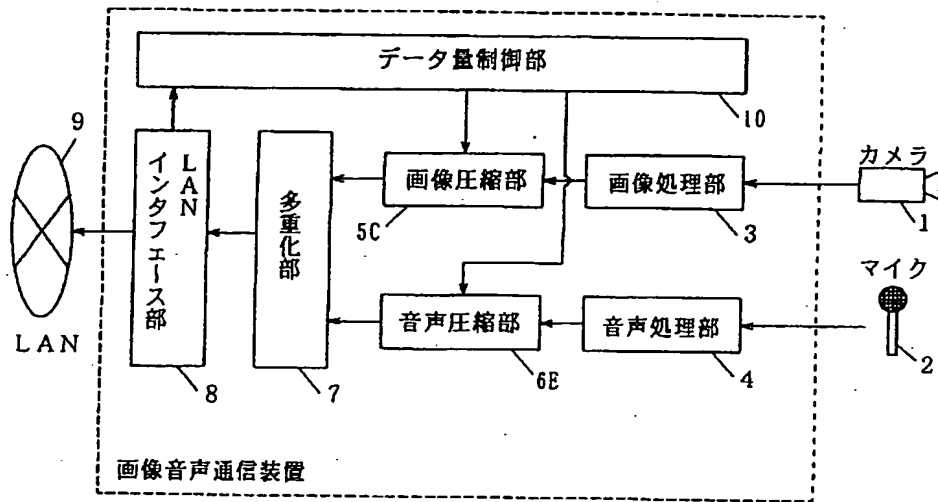 データ量制御部
10
9
LAN
インタフェース部
LAN
8
多重化部
7
画像圧縮部
5C
画像処理部
3
カメラ
1
音声圧縮部
6E
音声処理部
4
マイク
2
画像音声通信装置